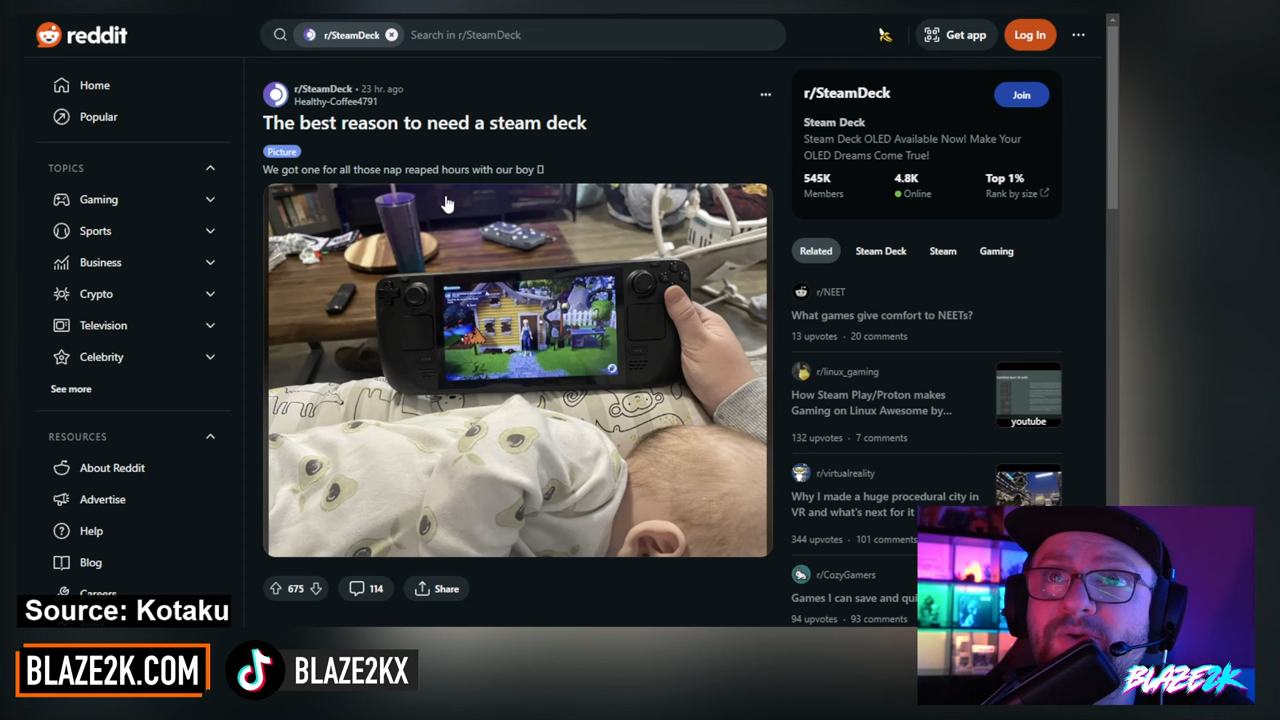 reddit
r/SteamDeck
Search in r/SteamDeck
Get app
Log In
Home
Popular
TOPICS
Gaming
Sports
Business
Crypto
Television
Celebrity
See more
RESOURCES
About Reddit
Advertise
Help
Blog
Careers
r/SteamDeck • 23 hr. ago
Healthy-Coffee4791
The best reason to need a steam deck
Picture
We got one for all those nap reaped hours with our boy
675
114
Share
r/SteamDeck
Join
Steam Deck
Steam Deck OLED Available Now! Make Your
OLED Dreams Come True!
545K
4.8K
Top 1%
Members
Online
Rank by size
Related
Steam Deck
Steam
Gaming
r/NEET
What games give comfort to NEETs?
13 upvotes · 20 comments
r/linux_gaming
How Steam Play/Proton makes
Gaming on Linux Awesome by...
youtube
132 upvotes · 7 comments
r/virtualreality
Why I made a huge procedural city in
VR and what's next for it
344 upvotes · 101 comments
r/CozyGamers
Games I can save and qui
94 upvotes · 93 comments
Source: Kotaku
BLAZE2K.COM
BLAZE2KX
BLAZE2K